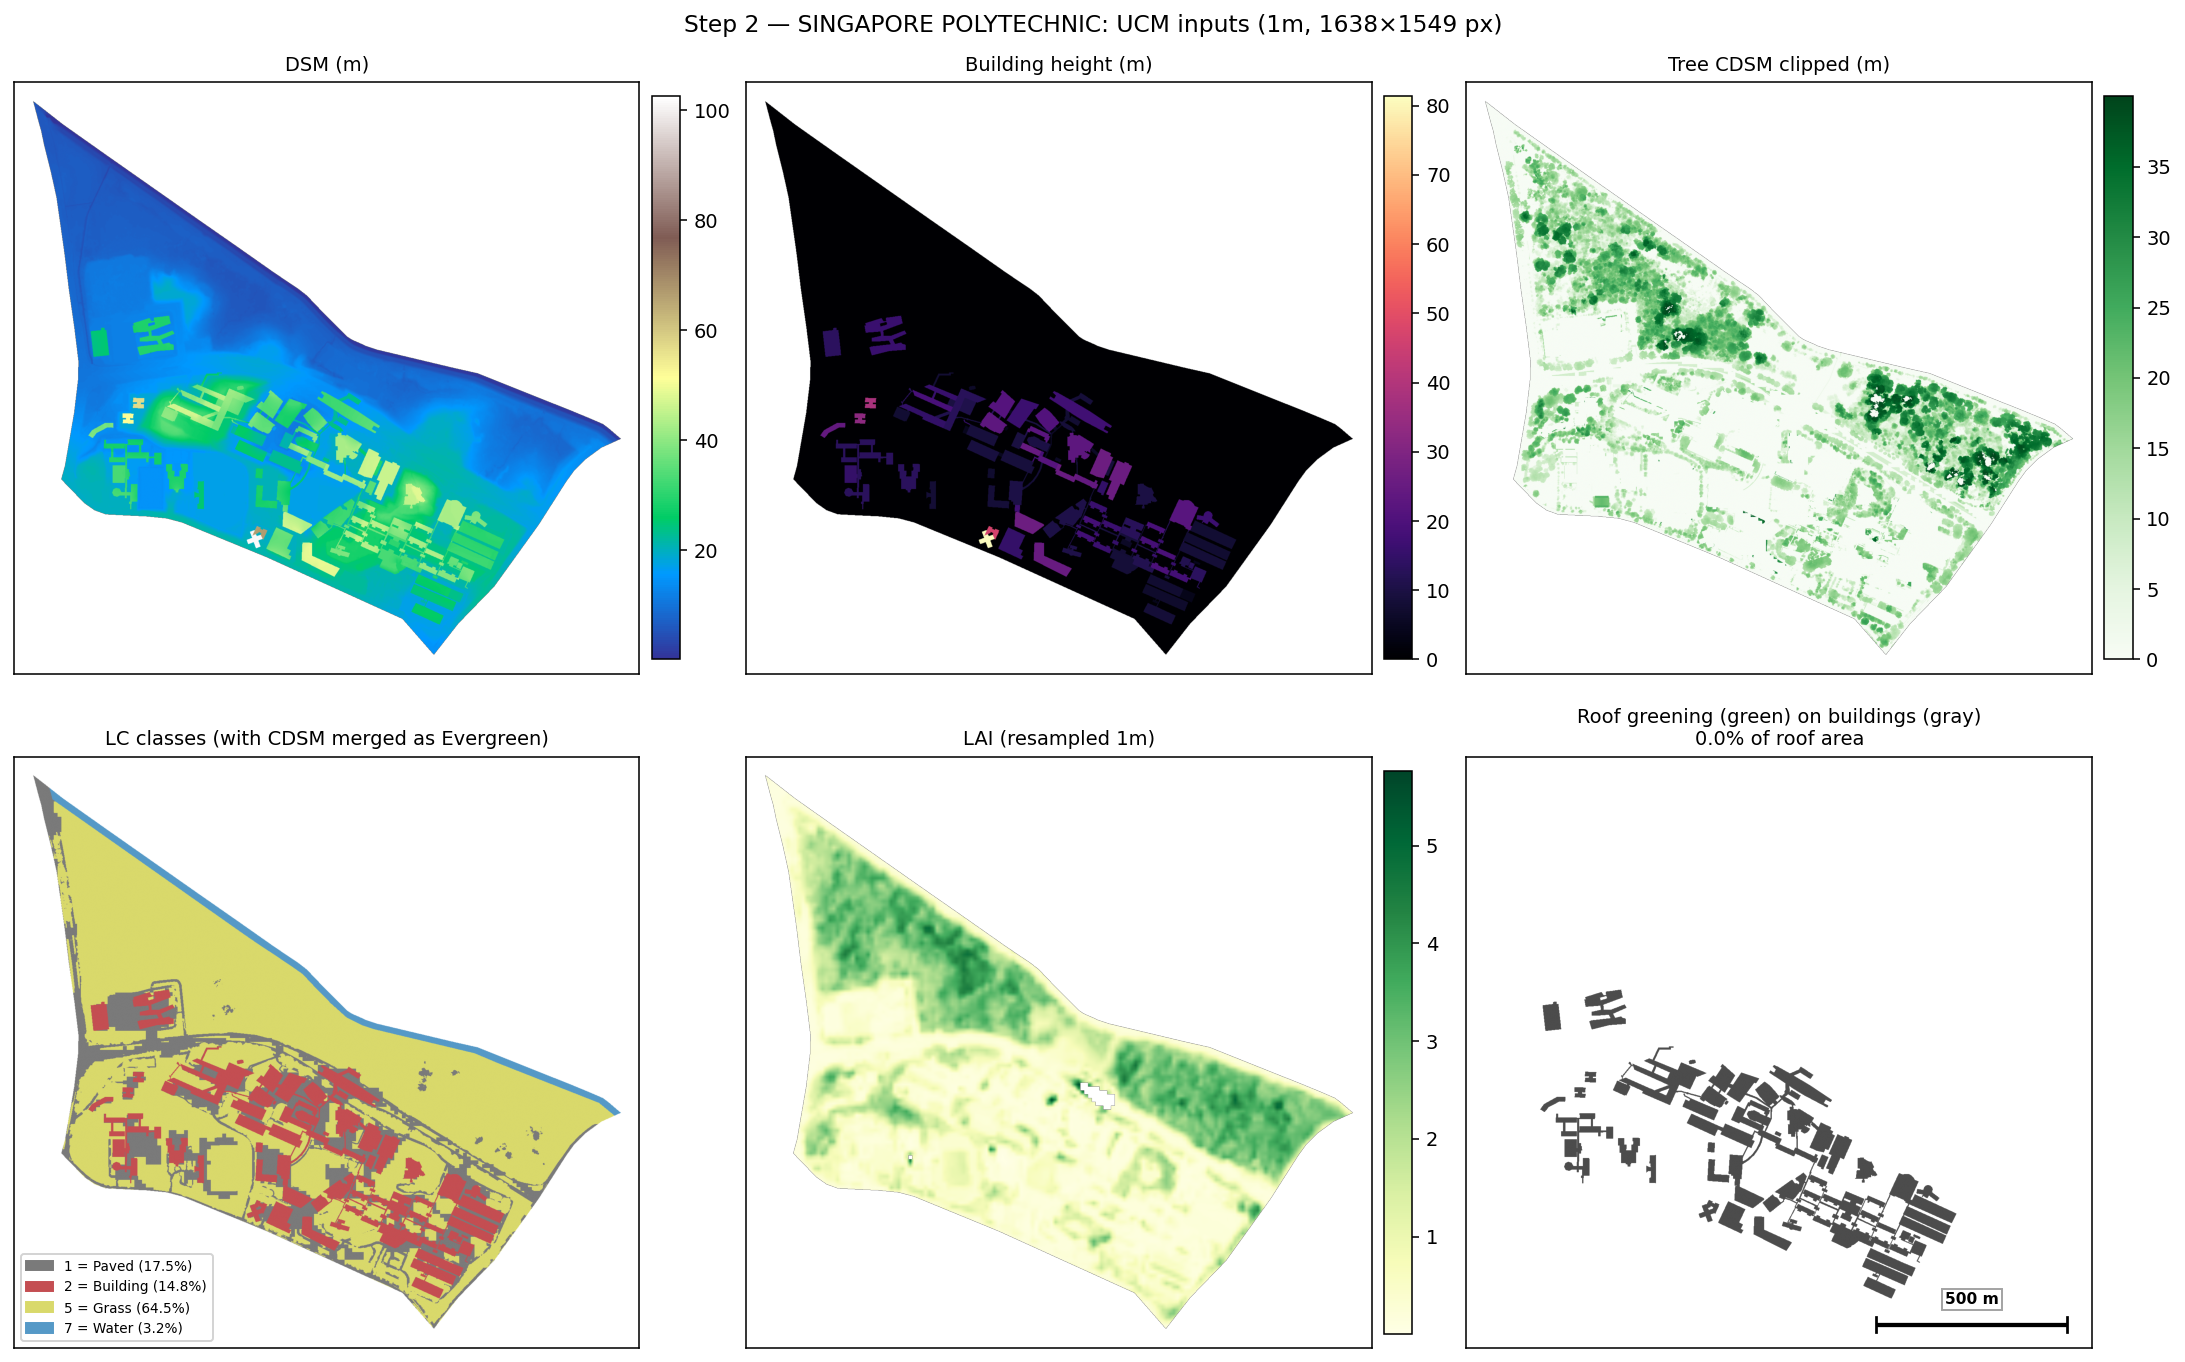 Step 2 — SINGAPORE POLYTECHNIC: UCM inputs (1m, 1638×1549 px)
DSM (m)
100
80
60
40
20
Building height (m)
80
70
60
50
40
30
20
10
0
Tree CDSM clipped (m)
35
30
25
20
15
10
5
0
LC classes (with CDSM merged as Evergreen)
1 = Paved (17.5%)
2 = Building (14.8%)
5 = Grass (64.5%)
7 = Water (3.2%)
LAI (resampled 1m)
5
4
3
2
1
Roof greening (green) on buildings (gray)
0.0% of roof area
500 m